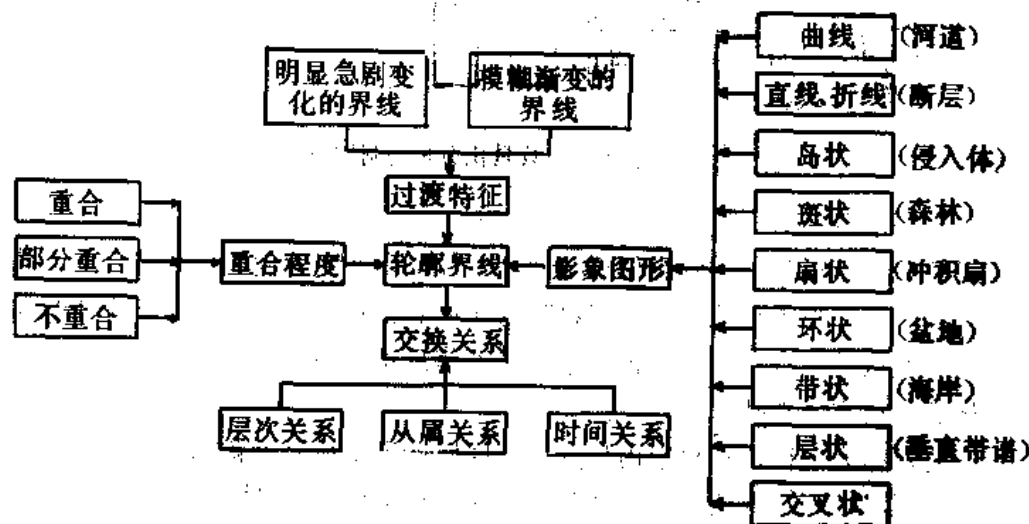 明显急剧变
化的界线
模糊渐变的
界线
过渡特征
重合
部分重合
不重合
重合程度
轮廓界线
影象图形
交换关系
层次关系
从属关系
时间关系
曲线 (河道)
直线、折线 (断层)
岛状 (侵入体)
斑状 (森林)
扇状 (冲积扇)
环状 (盆地)
带状 (海岸)
层状 (垂直带谱)
交叉状